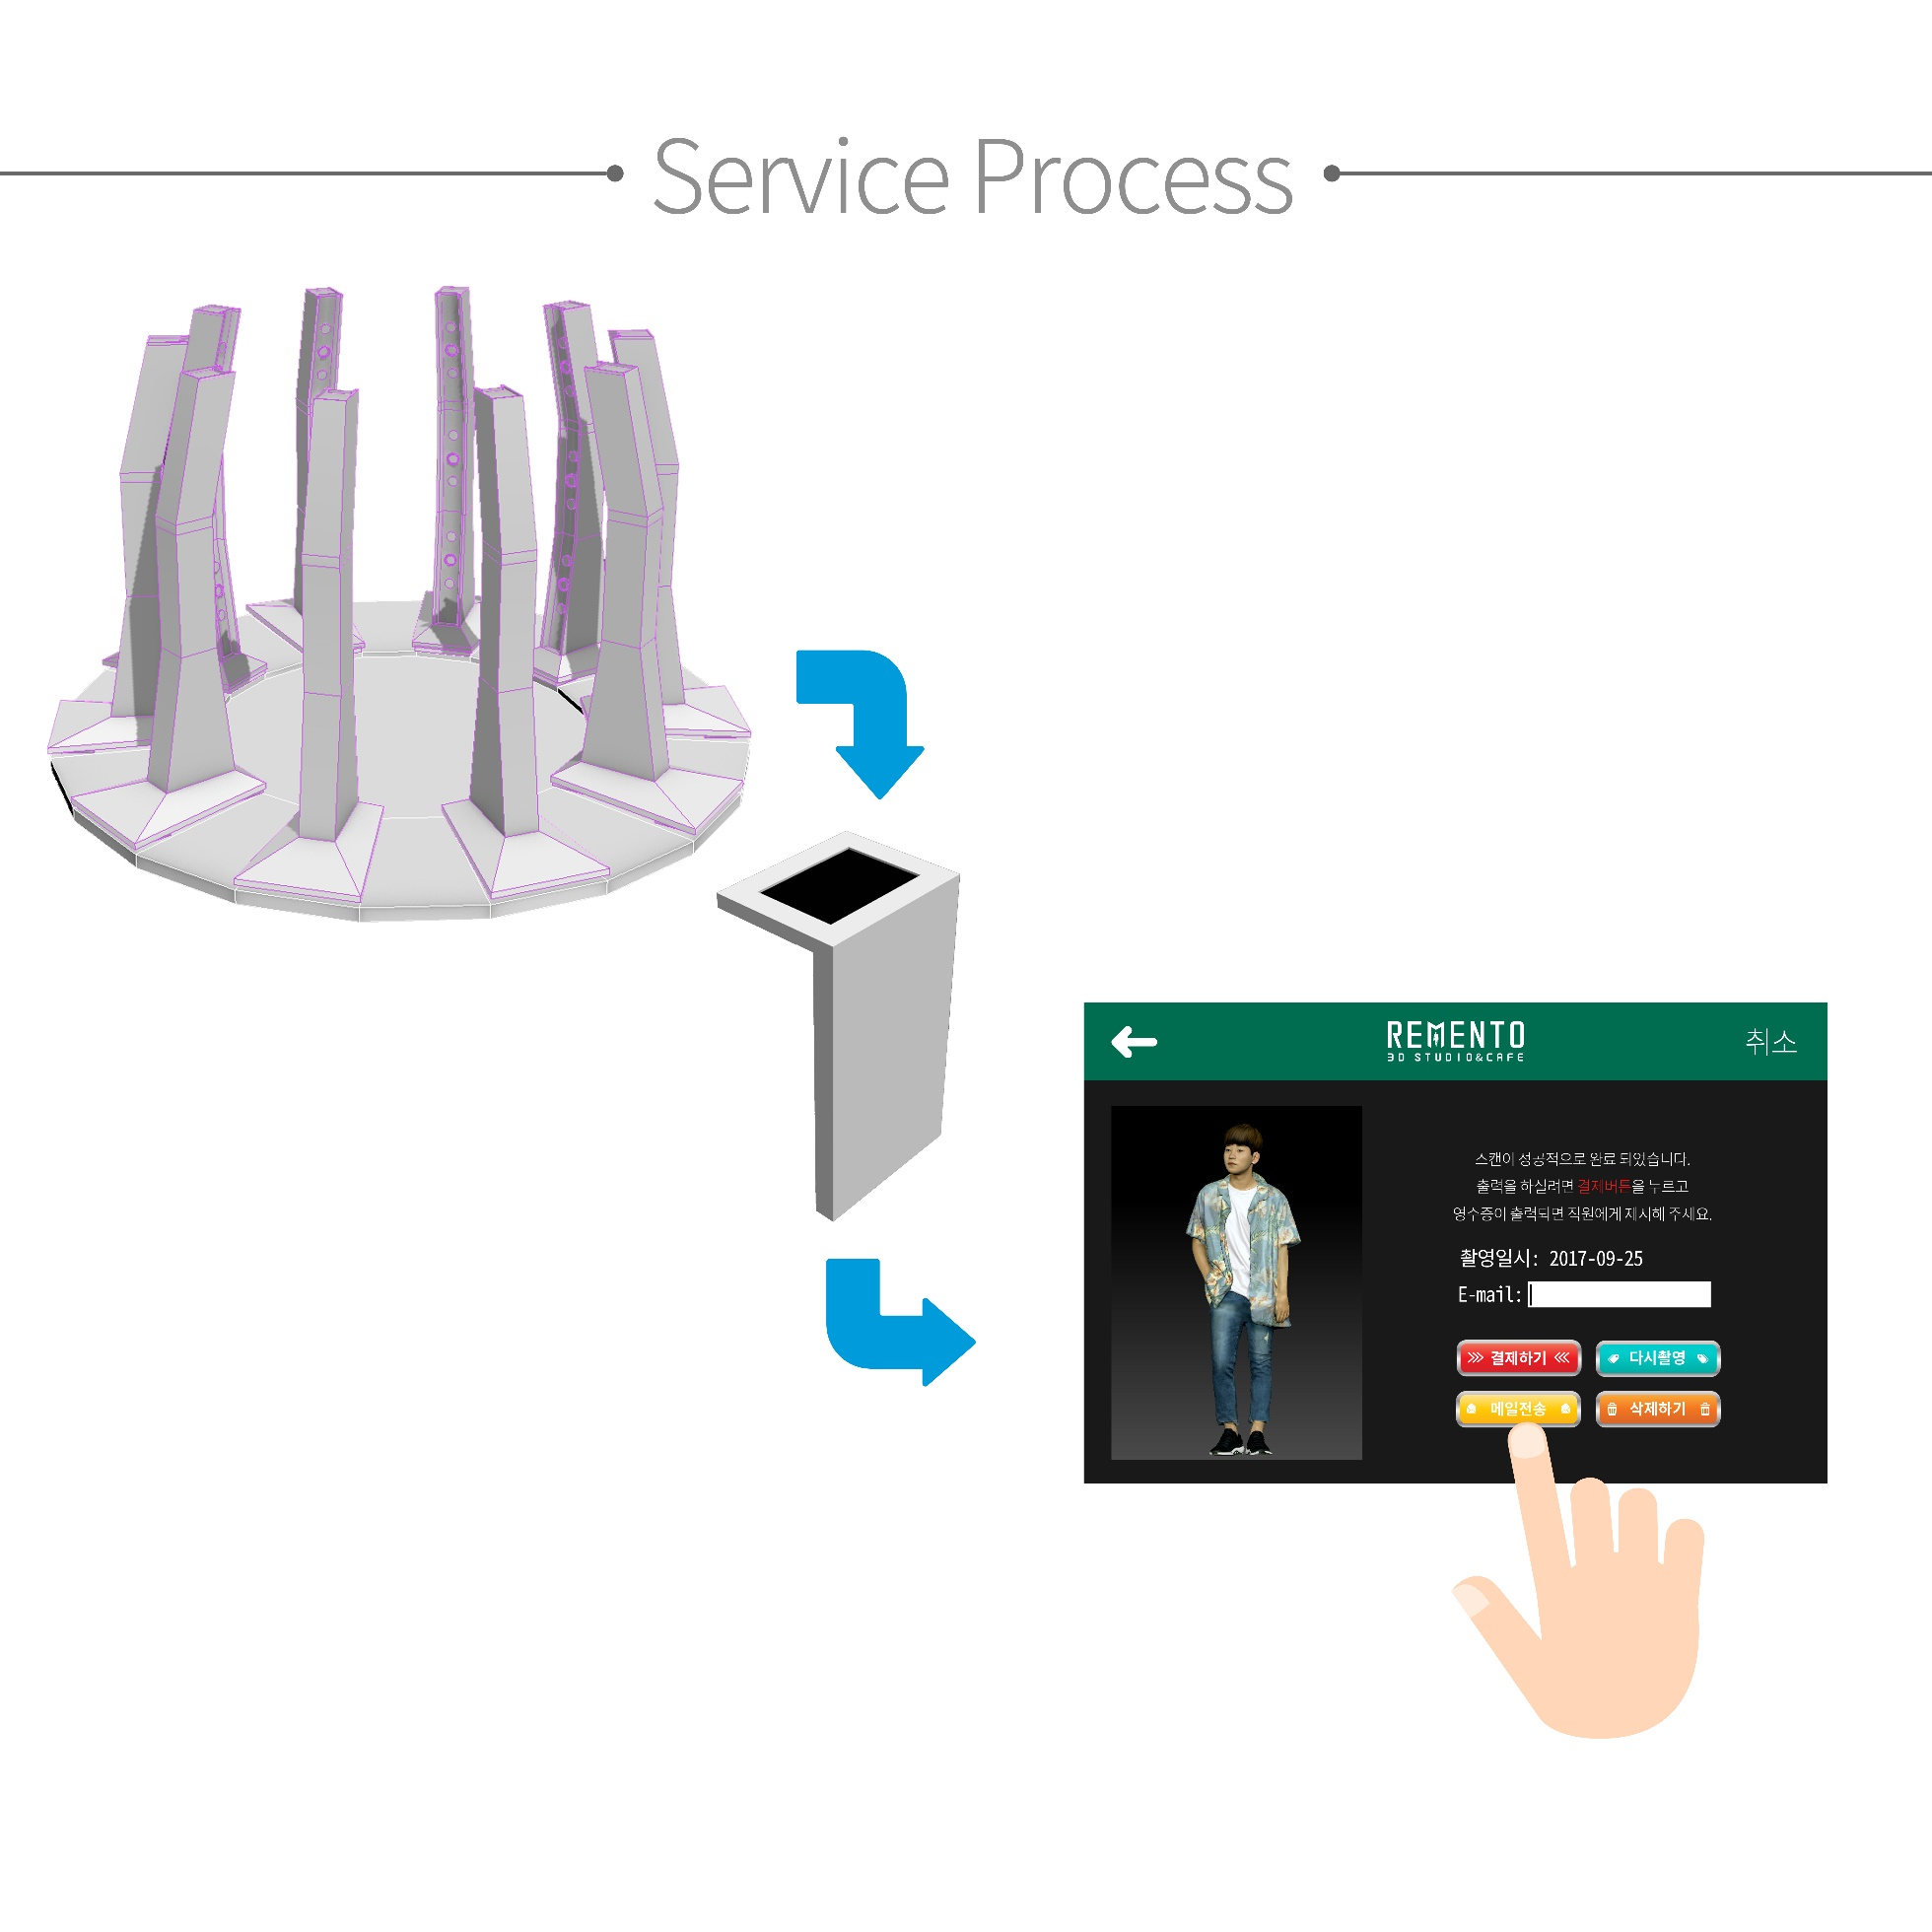 Service Process
REMENTO
3D STUDIO&CAFE
취소
스캔이 성공적으로 완료 되었습니다.
출력을 하실려면 결제버튼을 누르고
영수증이 출력되면 직원에게 제시해 주세요.
촬영일시: 2017-09-25
E-mail:
결제하기
다시촬영
메일전송
삭제하기